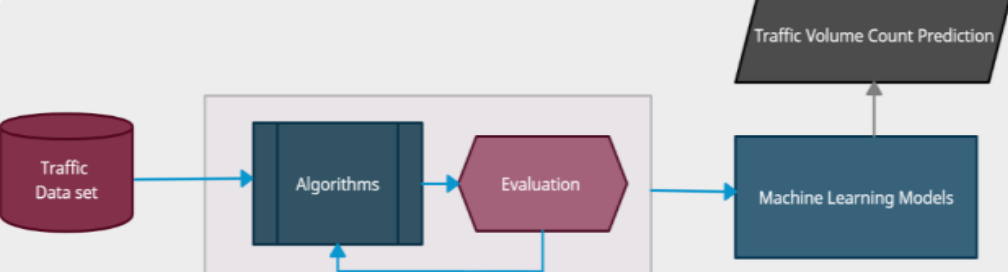 Traffic Volume Count Prediction
Traffic
Data set
Algorithms
Evaluation
Machine Learning Models